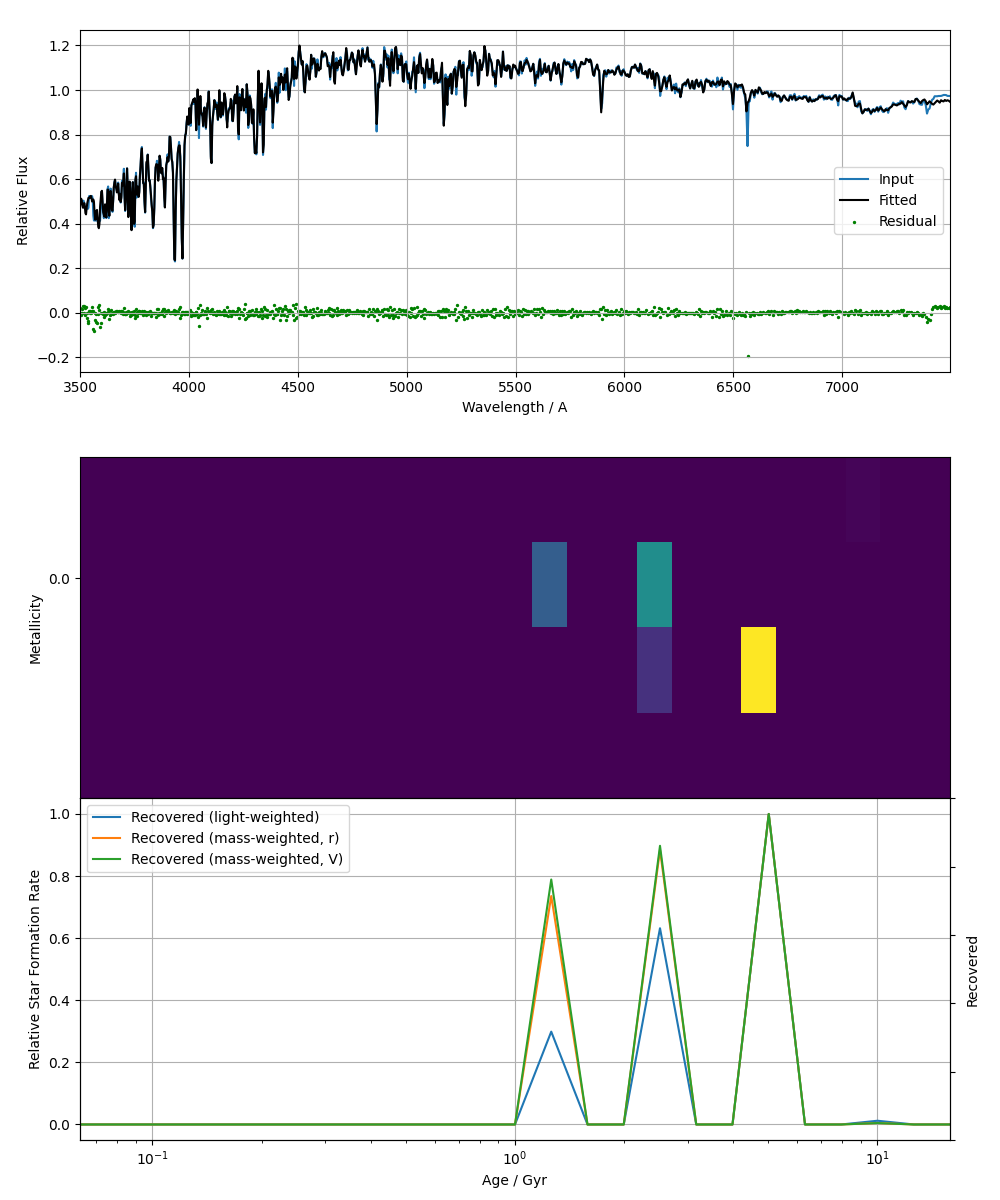 1.2
1.0
0.8
0.6
0.4
0.2
0.0
−0.2
Relative Flux
Input
Fitted
Residual
3500 4000 4500 5000 5500 6000 6500 7000
Wavelength / A
0.0
Metallicity
1.0
0.8
0.6
0.4
0.2
0.0
Relative Star Formation Rate
Recovered (light-weighted)
Recovered (mass-weighted, r)
Recovered (mass-weighted, V)
Recovered
10⁻¹ 10⁰ 10¹
Age / Gyr